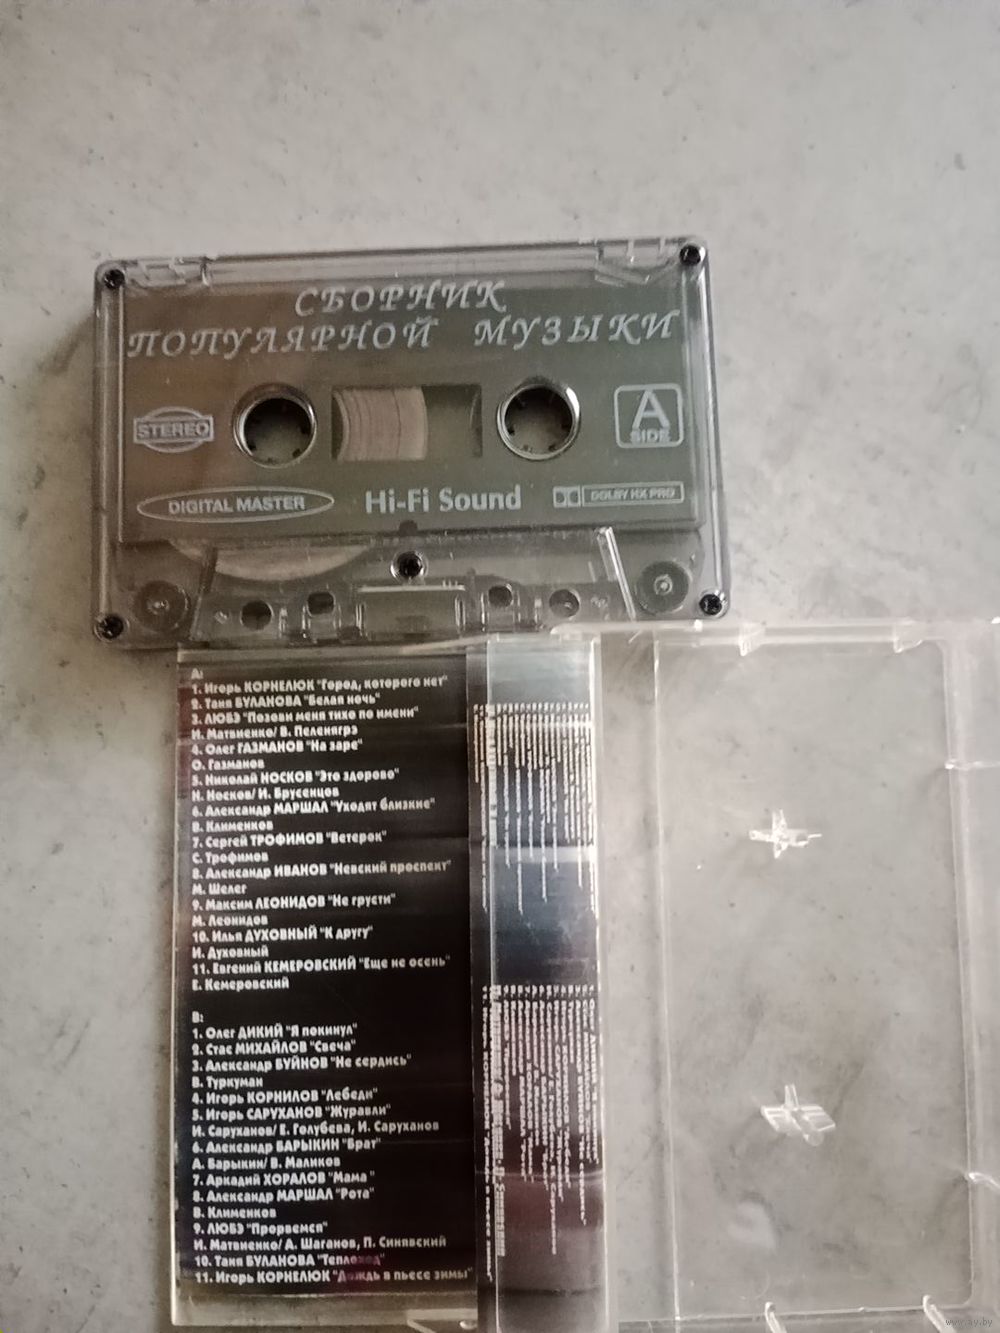 СБОРНИК
ПОПУЛЯРНОЙ МУЗЫКИ
STEREO
A
SIDE
DIGITAL MASTER
Hi-Fi Sound
DOLBY HX PRO
А:
1. Игорь КОРНЕЛЮК "Город, которого нет"
2. Таня БУЛАНОВА "Белая ночь"
3. ЛЮБЭ "Позови меня тихо по имени"
И. Матвиенко/ В. Пеленягрэ
4. Олег ГАЗМАНОВ "На заре"
О. Газманов
5. Николай НОСКОВ "Это здорово"
Н. Носков/ И. Брусенцов
6. Александр МАРШАЛ "Уходят близкие"
В. Клименков
7. Сергей ТРОФИМОВ "Ветерок"
С. Трофимов
8. Александр ИВАНОВ "Невский проспект"
М. Шелег
9. Максим ЛЕОНИДОВ "Не грусти"
М. Леонидов
10. Илья ДУХОВНЫЙ "К другу"
И. Духовный
11. Евгений КЕМЕРОВСКИЙ "Еще не осень"
Е. Кемеровский
В:
1. Олег ДИКИЙ "Я покинул"
2. Стас МИХАЙЛОВ "Свеча"
3. Александр БУЙНОВ "Не сердись"
В. Туркуман
4. Игорь КОРНИЛОВ "Лебеди"
5. Игорь САРУХАНОВ "Журавли"
И. Саруханов/ Е. Голубева, И. Саруханов
6. Александр БАРЫКИН "Брат"
А. Барыкин/ В. Маликов
7. Аркадий ХОРАЛОВ "Мама "
8. Александр МАРШАЛ "Рота"
В. Клименков
9. ЛЮБЭ "Прорвемся"
И. Матвиенко/ А. Шаганов, П. Синявский
10. Таня БУЛАНОВА "Теплоход"
11. Игорь КОРНЕЛЮК "Дождь в пьесе зимы"
www.ay.by